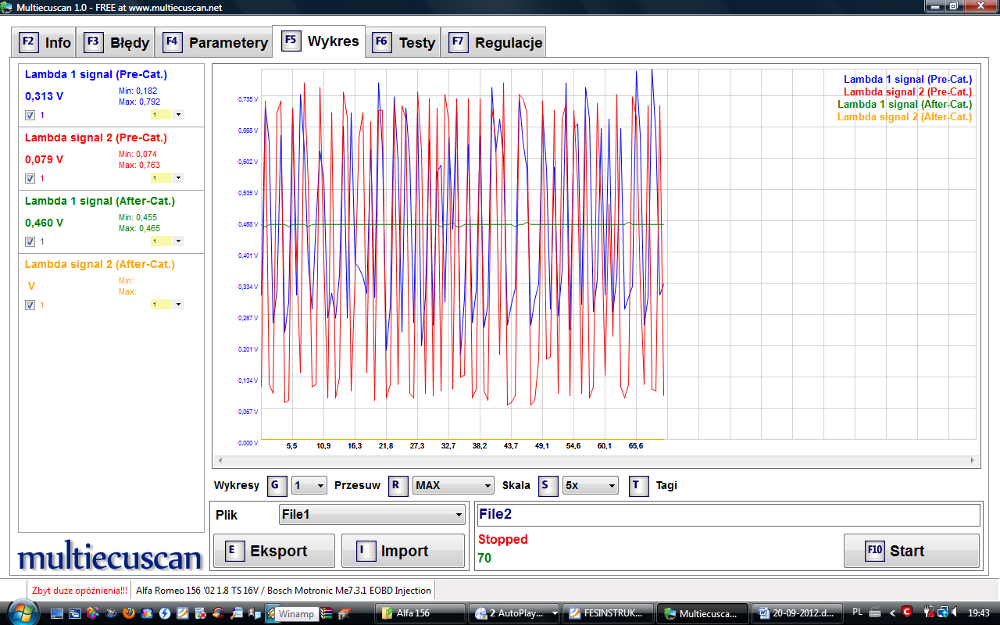 Multiecuscan 1.0 - FREE at www.multiecuscan.net
F2 Info F3 Błędy F4 Parametery F5 Wykres F6 Testy F7 Regulacje
Lambda 1 signal (Pre-Cat.)
0,313 V
Min: 0,182
Max: 0,792
1 1
Lambda signal 2 (Pre-Cat.)
0,079 V
Min: 0,074
Max: 0,763
1 1
Lambda 1 signal (After-Cat.)
0,460 V
Min: 0,455
Max: 0,465
1 1
Lambda signal 2 (After-Cat.)
V
Min:
Max:
1 1
multiecuscan
Lambda 1 signal (Pre-Cat.)
Lambda signal 2 (Pre-Cat.)
Lambda 1 signal (After-Cat.)
Lambda signal 2 (After-Cat.)
0,735 V
0,668 V
0,602 V
0,535 V
0,468 V
0,401 V
0,334 V
0,267 V
0,201 V
0,134 V
0,067 V
0,000 V
5,5 10,9 16,3 21,8 27,3 32,7 38,2 43,7 49,1 54,6 60,1 65,6
Wykresy G 1 Przesuw R MAX Skala S 5x T Tagi
Plik File1
E Eksport I Import
File2
Stopped
70
F10 Start
Zbyt duże opóźnienia!!! Alfa Romeo 156 '02 1.8 TS 16V / Bosch Motronic Me7.3.1 EOBD Injection
Winamp Alfa 156 2 AutoPlay... FESINSTRUK... Multiecusca... 20-09-2012.d... PL 19:43